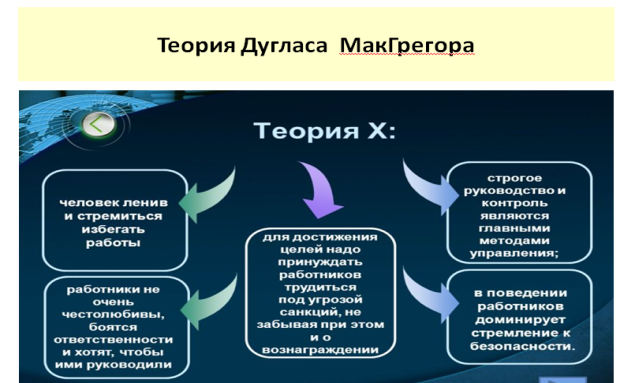 Теория Дугласа МакГрегора
Теория X:
человек ленив
и стремиться
избегать
работы
работники не
очень
честолюбивы,
боятся
ответственности
и хотят, чтобы
ими руководили
для достижения
целей надо
принуждать
работников
трудиться
под угрозой
санкций, не
забывая при этом
и о
вознаграждении
строгое
руководство и
контроль
являются
главными
методами
управления;
в поведении
работников
доминирует
стремление к
безопасности.